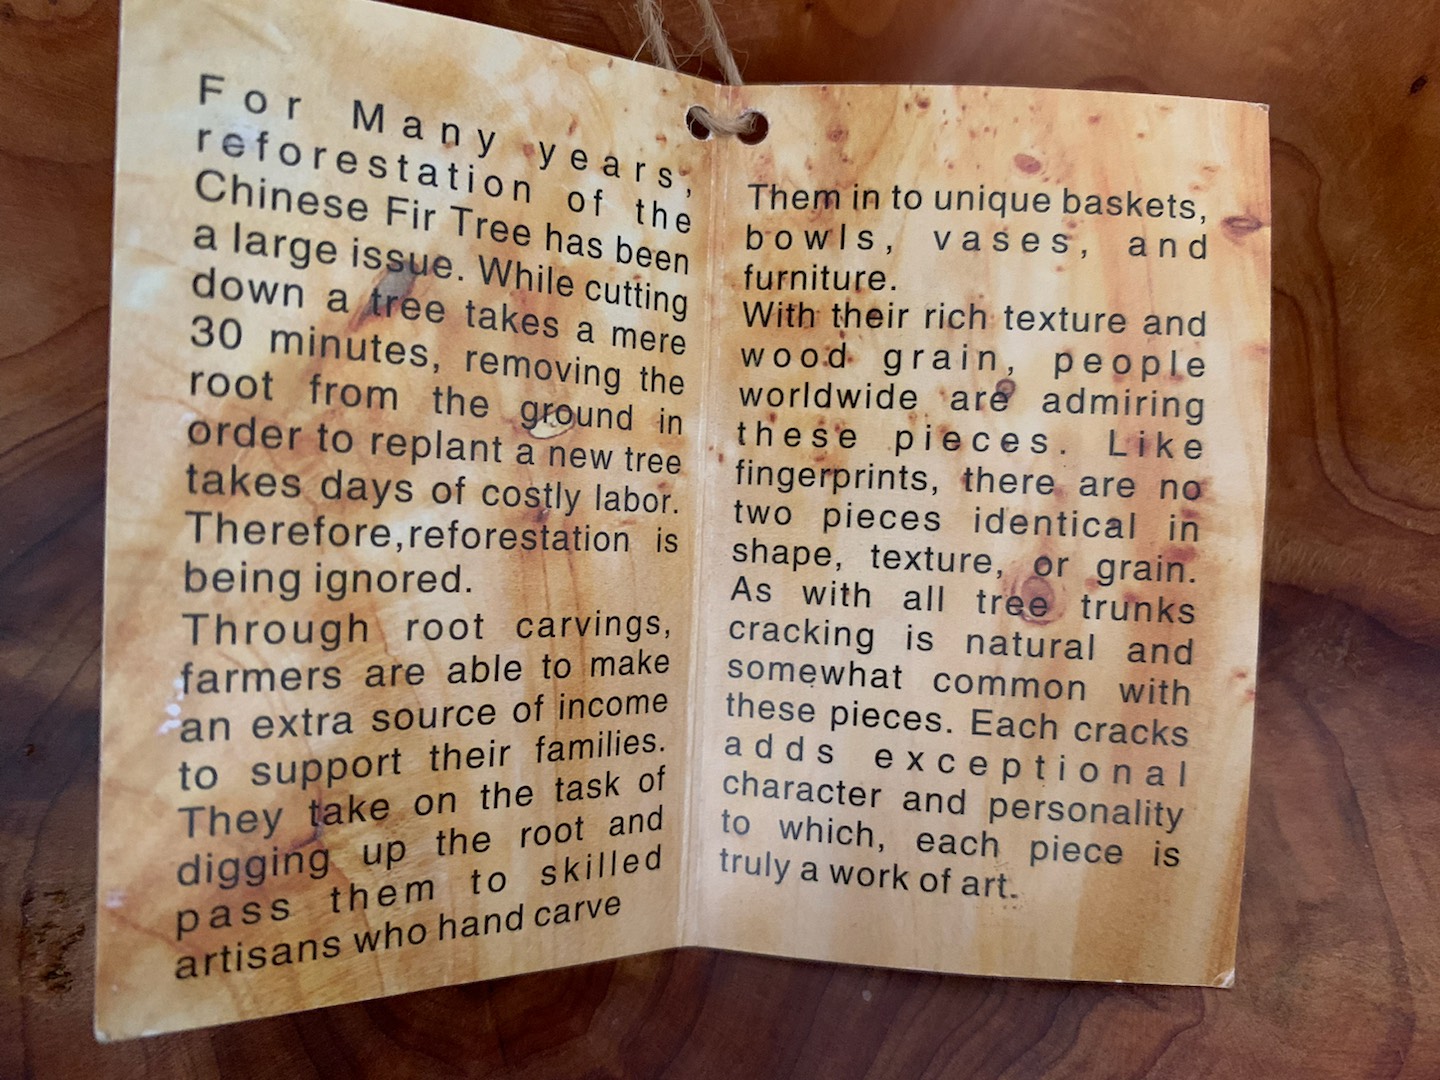 For Many years,
reforestation of the
Chinese Fir Tree has been
a large issue. While cutting
down a tree takes a mere
30 minutes, removing the
root from the ground in
order to replant a new tree
takes days of costly labor.
Therefore,reforestation is
being ignored.
Through root carvings,
farmers are able to make
an extra source of income
to support their families.
They take on the task of
digging up the root and
pass them to skilled
artisans who hand carve
Them in to unique baskets,
bowls, vases, and
furniture.
With their rich texture and
wood grain, people
worldwide are admiring
these pieces. Like
fingerprints, there are no
two pieces identical in
shape, texture, or grain.
As with all tree trunks
cracking is natural and
somewhat common with
these pieces. Each cracks
adds exceptional
character and personality
to which, each piece is
truly a work of art.